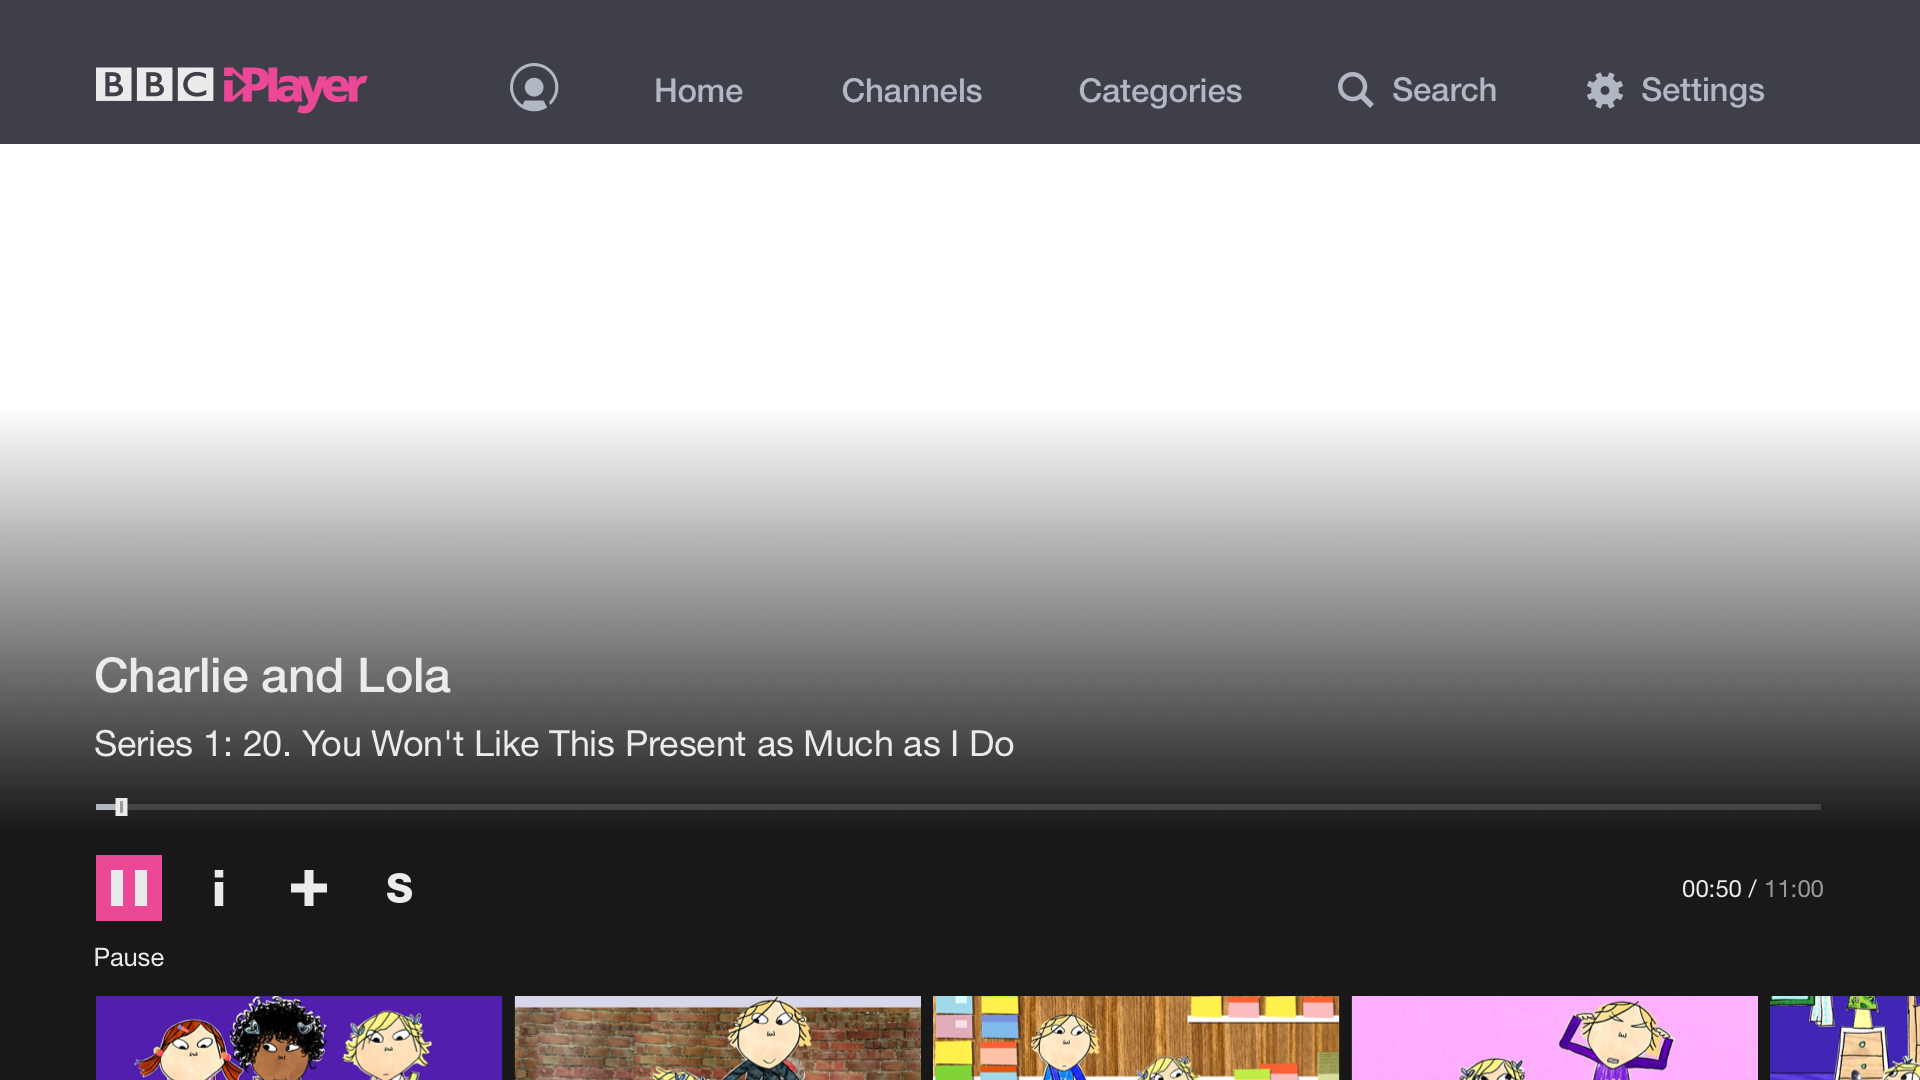 BBC iPlayer Home Channels Categories Search Settings
Charlie and Lola
Series 1: 20. You Won't Like This Present as Much as I Do
i + S 00:50 / 11:00
Pause